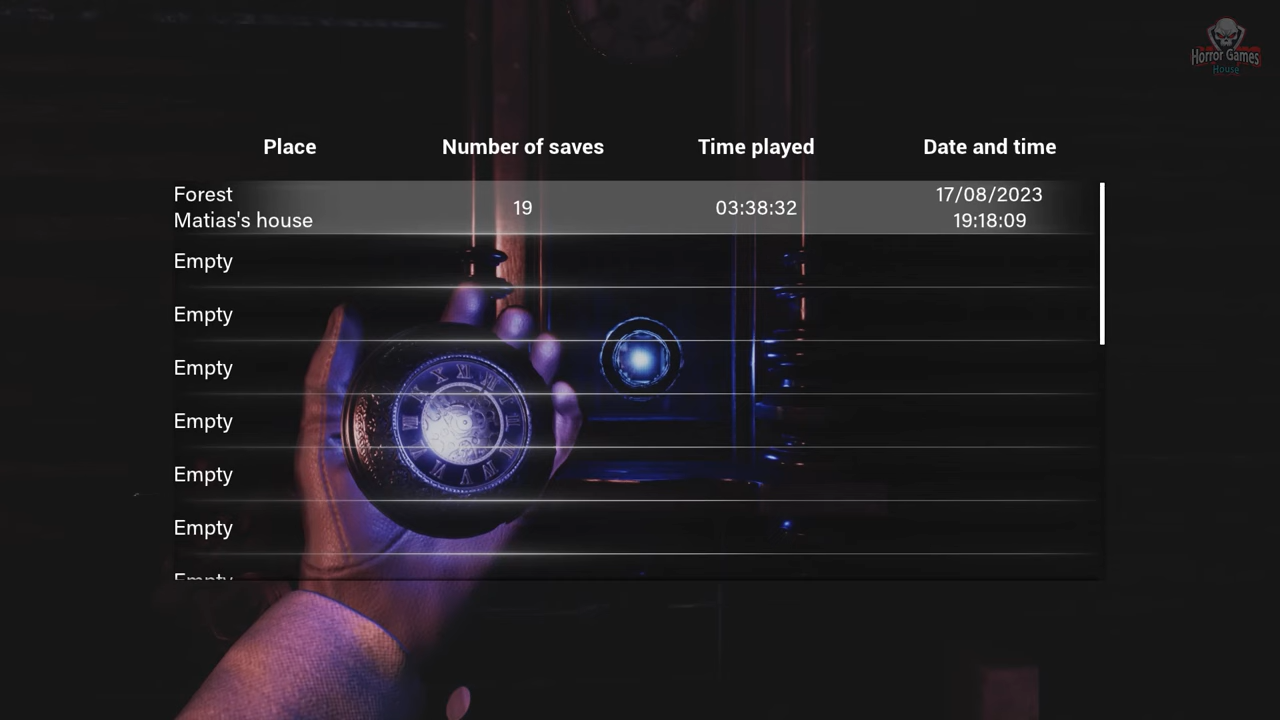 Horror Games
House
Place Number of saves Time played Date and time
Forest
Matias's house
19 03:38:32 17/08/2023
19:18:09
Empty
Empty
Empty
Empty
Empty
Empty
Empty